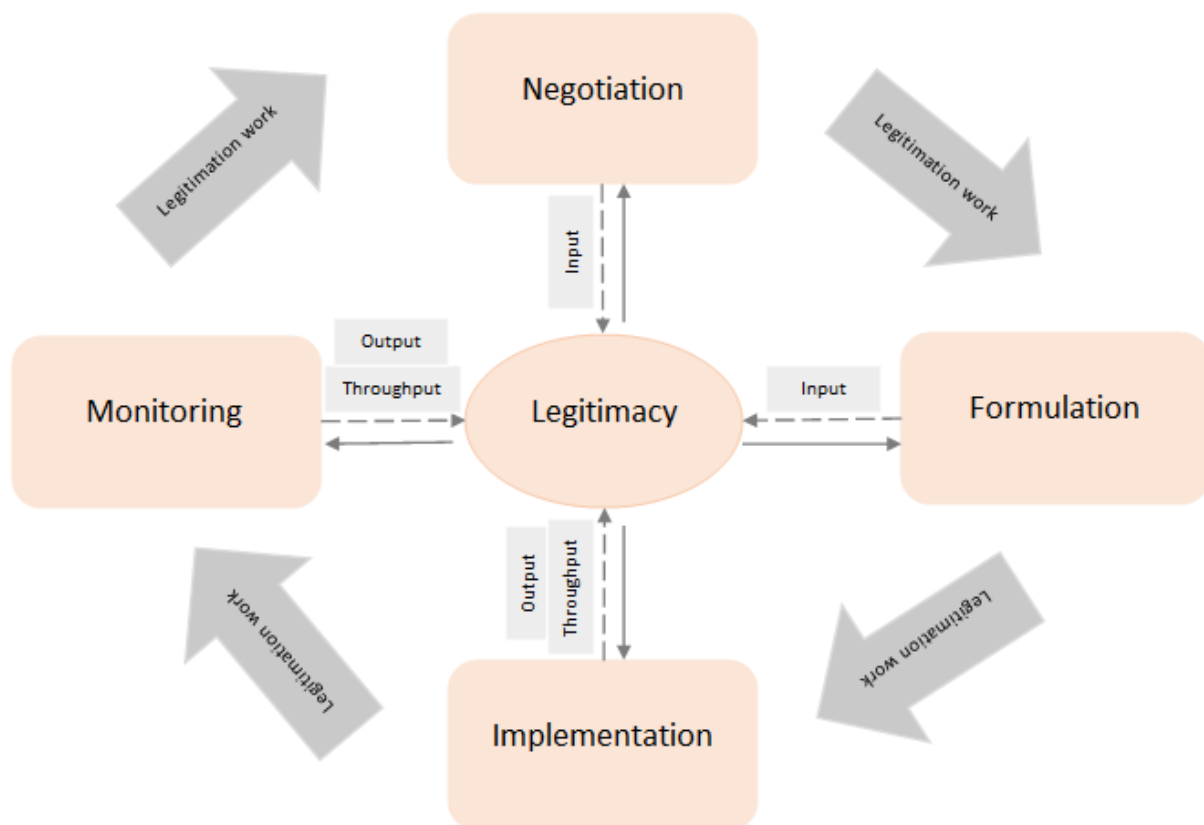 Negotiation
Legitimation work
Legitimation work
Input
Output
Throughput
Monitoring
Legitimacy
Input
Formulation
Output
Throughput
Legitimation work
Legitimation work
Implementation